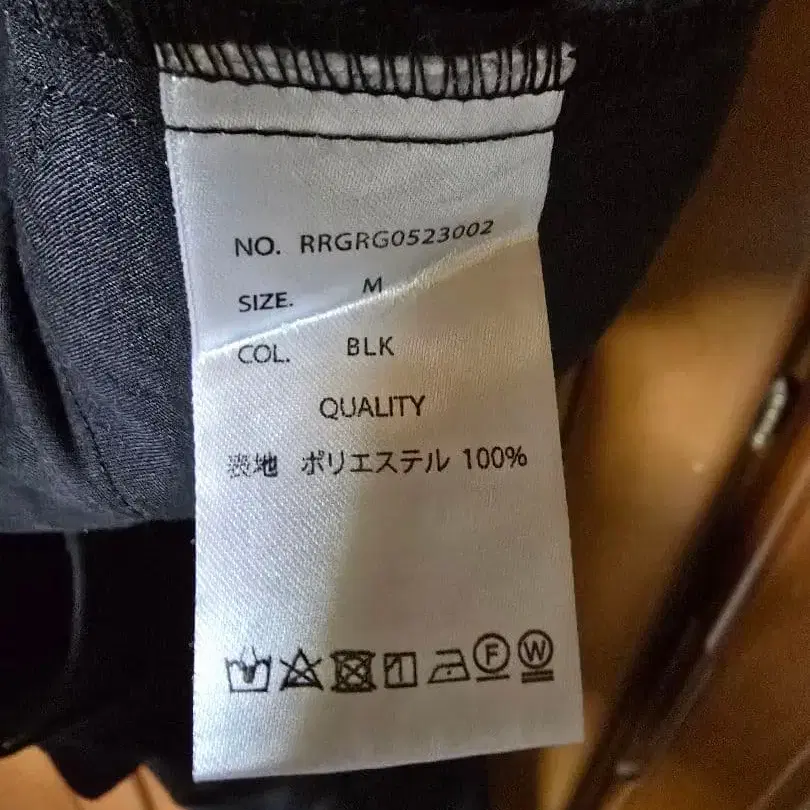 NO. RRGRG0523002
SIZE. M
COL. BLK
QUALITY
表地 ポリエステル 100%
F W